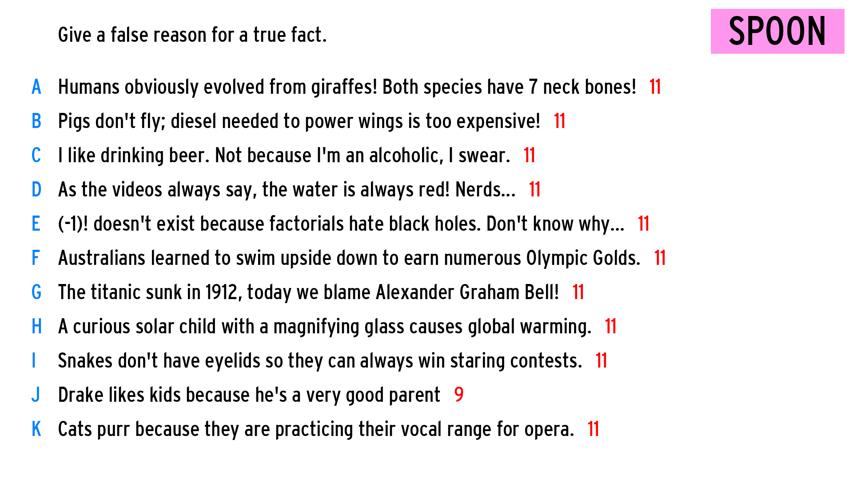 Give a false reason for a true fact.
SPOON
A Humans obviously evolved from giraffes! Both species have 7 neck bones! 11
B Pigs don't fly; diesel needed to power wings is too expensive! 11
C I like drinking beer. Not because I'm an alcoholic, I swear. 11
D As the videos always say, the water is always red! Nerds... 11
E (-1)! doesn't exist because factorials hate black holes. Don't know why... 11
F Australians learned to swim upside down to earn numerous Olympic Golds. 11
G The titanic sunk in 1912, today we blame Alexander Graham Bell! 11
H A curious solar child with a magnifying glass causes global warming. 11
I Snakes don't have eyelids so they can always win staring contests. 11
J Drake likes kids because he's a very good parent 9
K Cats purr because they are practicing their vocal range for opera. 11